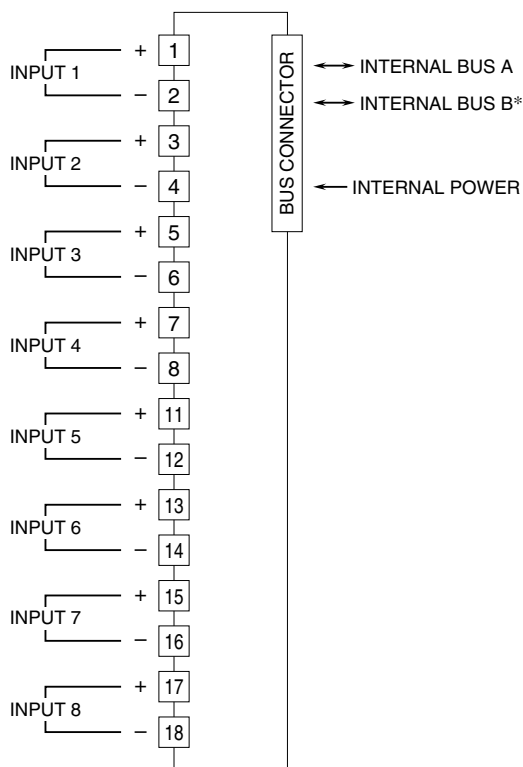 INPUT 1
+ 1
− 2
INPUT 2
+ 3
− 4
INPUT 3
+ 5
− 6
INPUT 4
+ 7
− 8
INPUT 5
+ 11
− 12
INPUT 6
+ 13
− 14
INPUT 7
+ 15
− 16
INPUT 8
+ 17
− 18
BUS CONNECTOR
INTERNAL BUS A
INTERNAL BUS B*
INTERNAL POWER